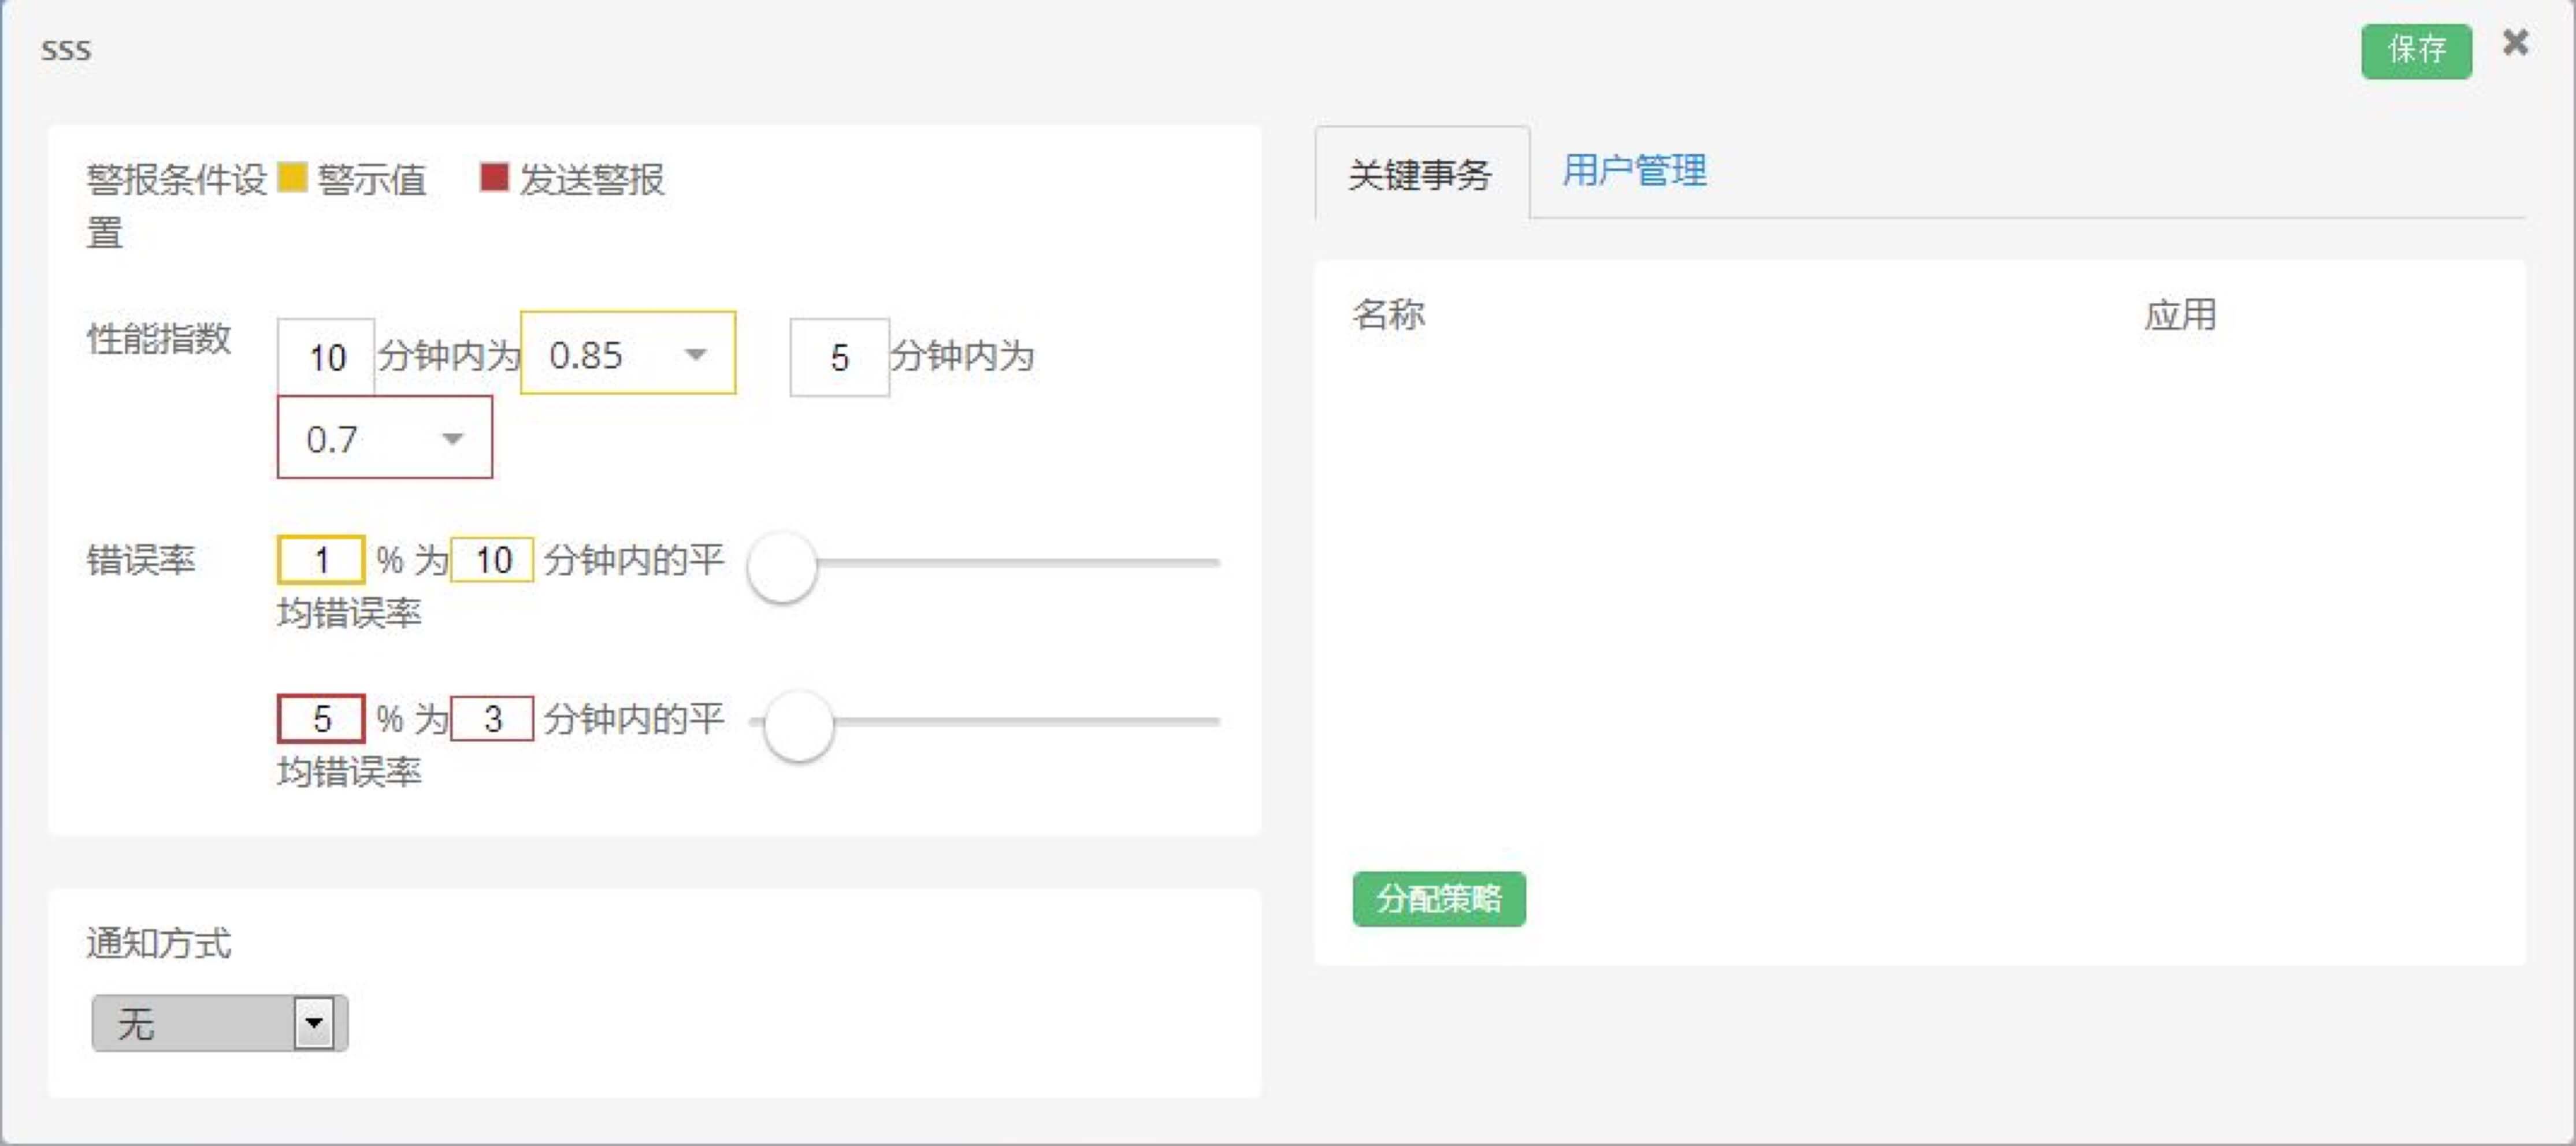 sss
保存
警报条件设 警示值 发送警报
置
性能指数 10 分钟内为 0.85 5 分钟内为
0.7
错误率 1 % 为 10 分钟内的平
均错误率
5 % 为 3 分钟内的平
均错误率
通知方式
无
关键事务 用户管理
名称 应用
分配策略